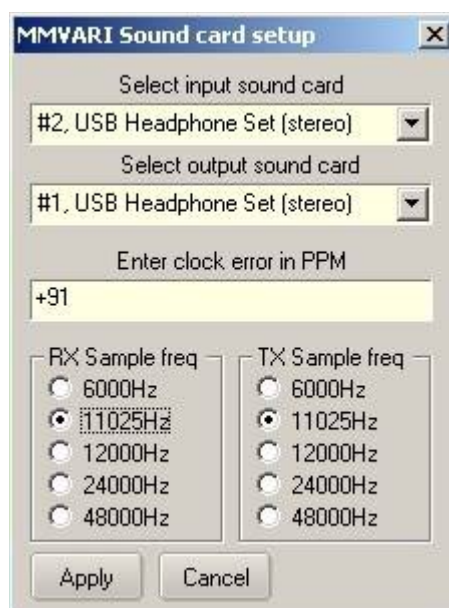 MMVARI Sound card setup
Select input sound card
#2, USB Headphone Set (stereo)
Select output sound card
#1, USB Headphone Set (stereo)
Enter clock error in PPM
+91
RX Sample freq
6000Hz
11025Hz
12000Hz
24000Hz
48000Hz
TX Sample freq
6000Hz
11025Hz
12000Hz
24000Hz
48000Hz
Apply
Cancel